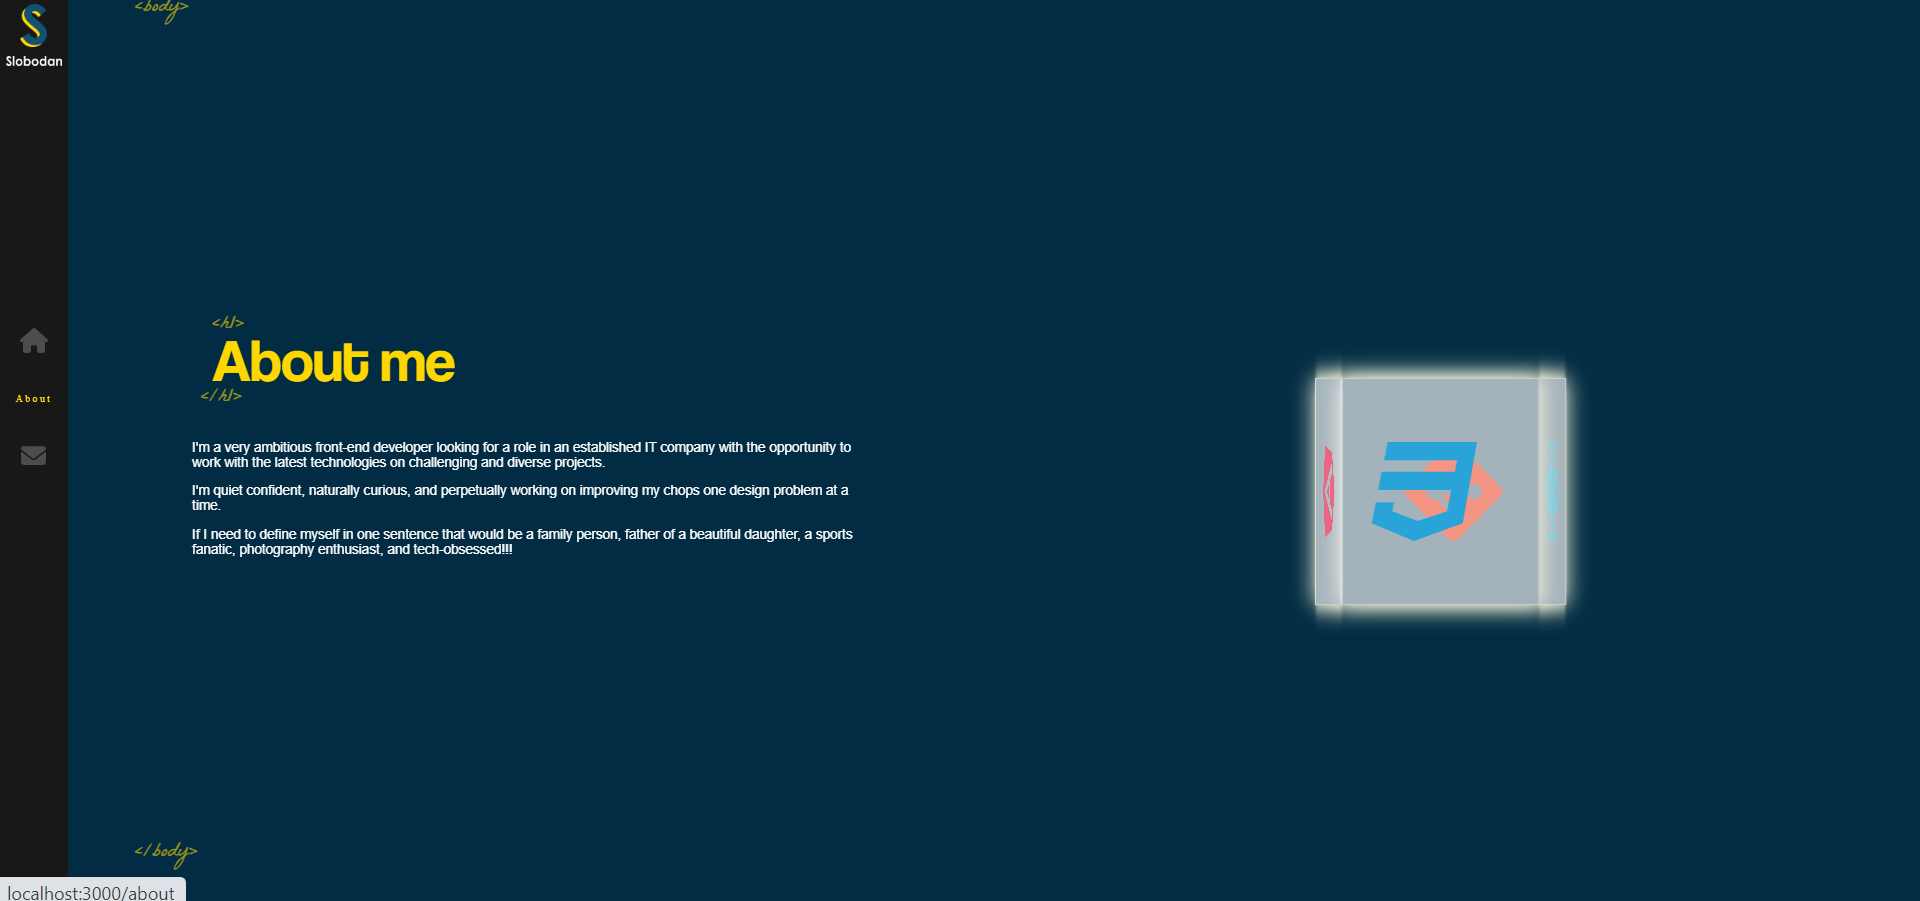 <body>
Slobodan
<h1>
About me
</h1>
About
I'm a very ambitious front-end developer looking for a role in an established IT company with the opportunity to
work with the latest technologies on challenging and diverse projects.
I'm quiet confident, naturally curious, and perpetually working on improving my chops one design problem at a
time.
If I need to define myself in one sentence that would be a family person, father of a beautiful daughter, a sports
fanatic, photography enthusiast, and tech-obsessed!!!
</body>
localhost:3000/about